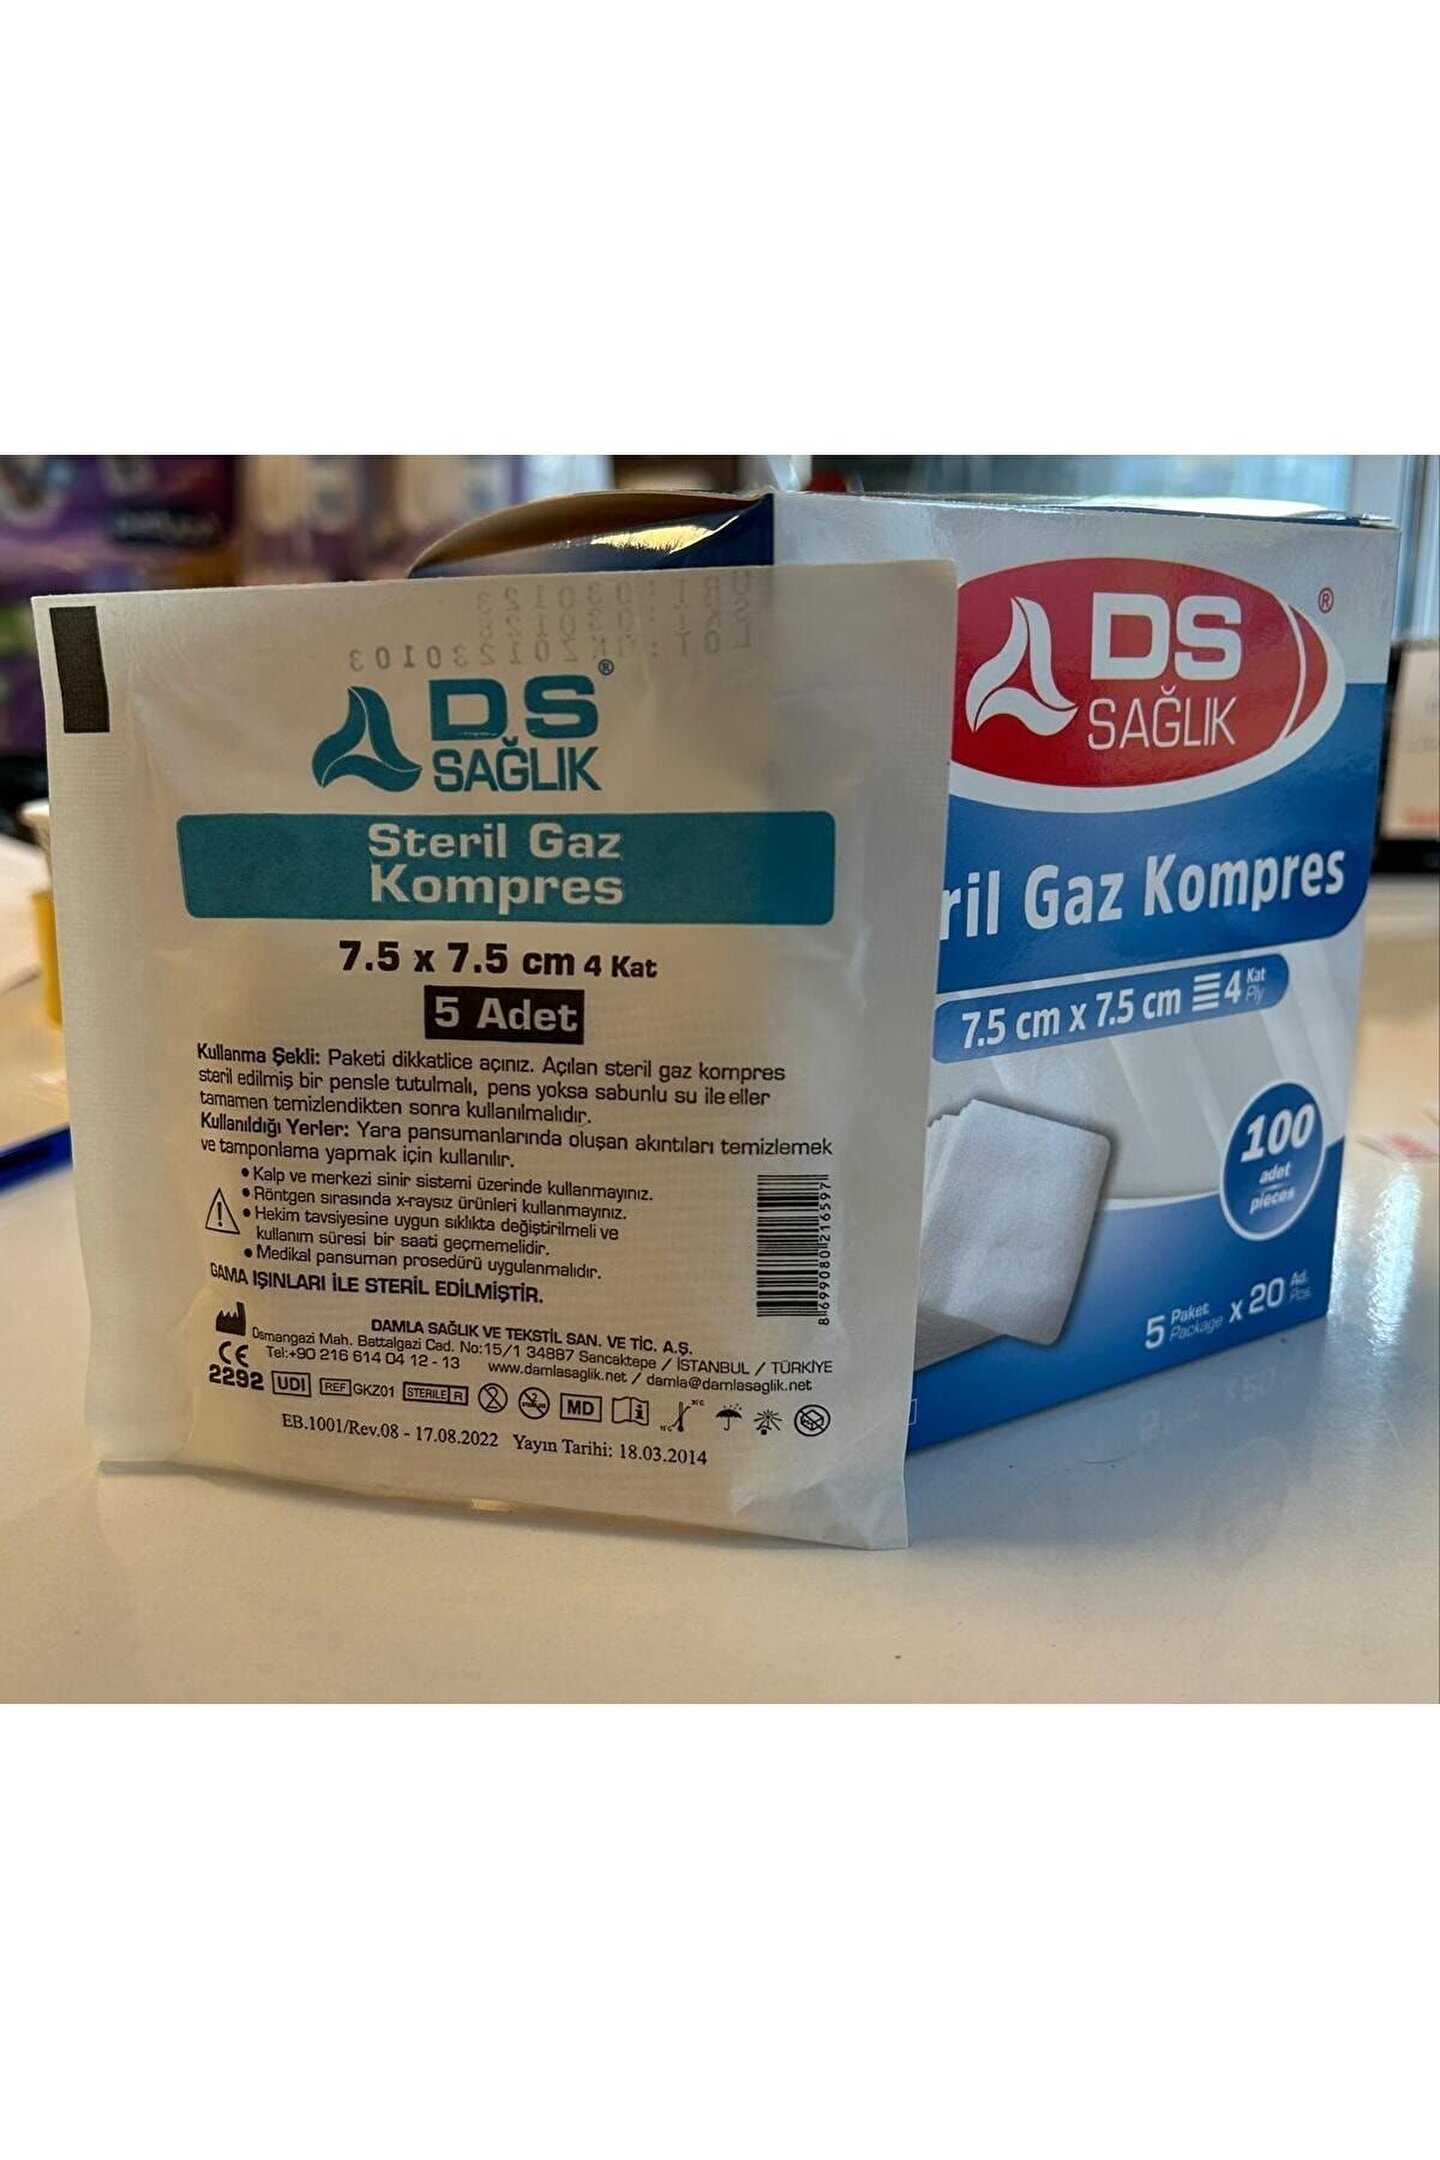 DS
SAĞLIK
®
Steril Gaz
Kompres
7.5 x 7.5 cm 4 Kat
5 Adet
Kullanma Şekli: Paketi dikkatlice açınız. Açılan steril gaz kompres
steril edilmiş bir pensle tutulmalı, pens yoksa sabunlu su ile eller
tamamen temizlendikten sonra kullanılmalıdır.
Kullanıldığı Yerler: Yara pansumanlarında oluşan akıntıları temizlemek
ve tamponlama yapmak için kullanılır.
• Kalp ve merkezi sinir sistemi üzerinde kullanmayınız.
• Röntgen sırasında x-raysız ürünleri kullanmayınız.
• Hekim tavsiyesine uygun sıklıkta değiştirilmeli ve
kullanım süresi bir saati geçmemelidir.
• Medikal pansuman prosedürü uygulanmalıdır.
GAMA IŞINLARI İLE STERİL EDİLMİŞTİR.
8699080216597
DAMLA SAĞLIK VE TEKSTİL SAN. VE TİC. A.Ş.
Osmangazi Mah. Battalgazi Cad. No:15/1 34887 Sancaktepe / İSTANBUL / TÜRKİYE
Tel:+90 216 614 04 12 - 13 www.damlasaglik.net / damla@damlasaglik.net
CE
2292 UDI REF GKZ01 STERILE R MD
EB.1001/Rev.08 - 17.08.2022 Yayın Tarihi: 18.03.2014
DS
SAĞLIK
®
ril Gaz Kompres
7.5 cm x 7.5 cm 4 Kat
Ply
100
adet
pieces
5 Paket x 20 Ad.
Package Pcs.